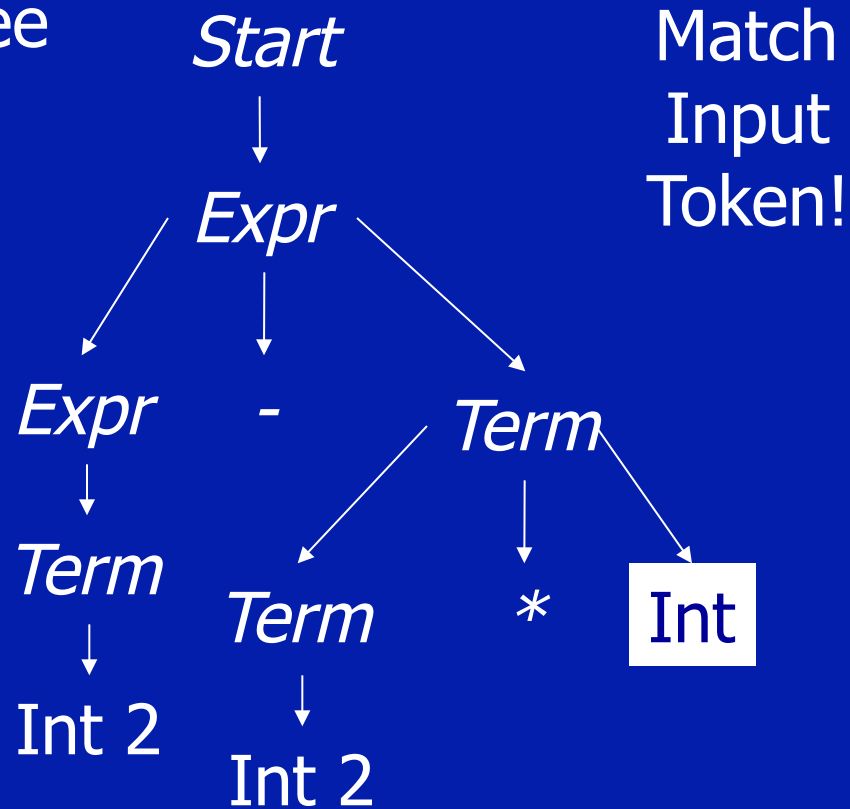 ee
Start
Match
Input
Token!
Expr
Expr - Term
Term
Term * Int
Int 2
Int 2